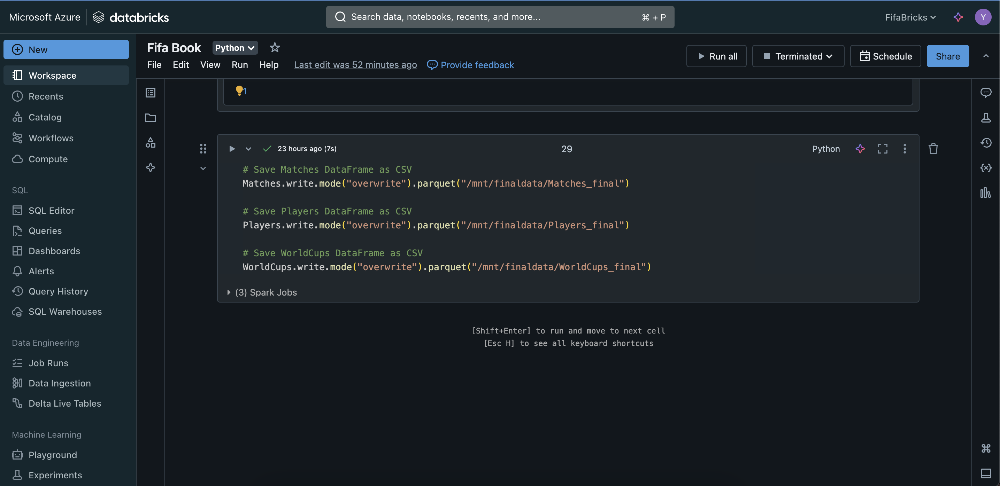 Microsoft Azure databricks
Search data, notebooks, recents, and more... ⌘ + P
FifaBricks
Y
New
Workspace
Recents
Catalog
Workflows
Compute
SQL
SQL Editor
Queries
Dashboards
Alerts
Query History
SQL Warehouses
Data Engineering
Job Runs
Data Ingestion
Delta Live Tables
Machine Learning
Playground
Experiments
Fifa Book Python
File Edit View Run Help Last edit was 52 minutes ago Provide feedback
Run all Terminated Schedule Share
1
23 hours ago (7s) 29 Python
# Save Matches DataFrame as CSV
Matches.write.mode("overwrite").parquet("/mnt/finaldata/Matches_final")
# Save Players DataFrame as CSV
Players.write.mode("overwrite").parquet("/mnt/finaldata/Players_final")
# Save WorldCups DataFrame as CSV
WorldCups.write.mode("overwrite").parquet("/mnt/finaldata/WorldCups_final")
(3) Spark Jobs
[Shift+Enter] to run and move to next cell
[Esc H] to see all keyboard shortcuts